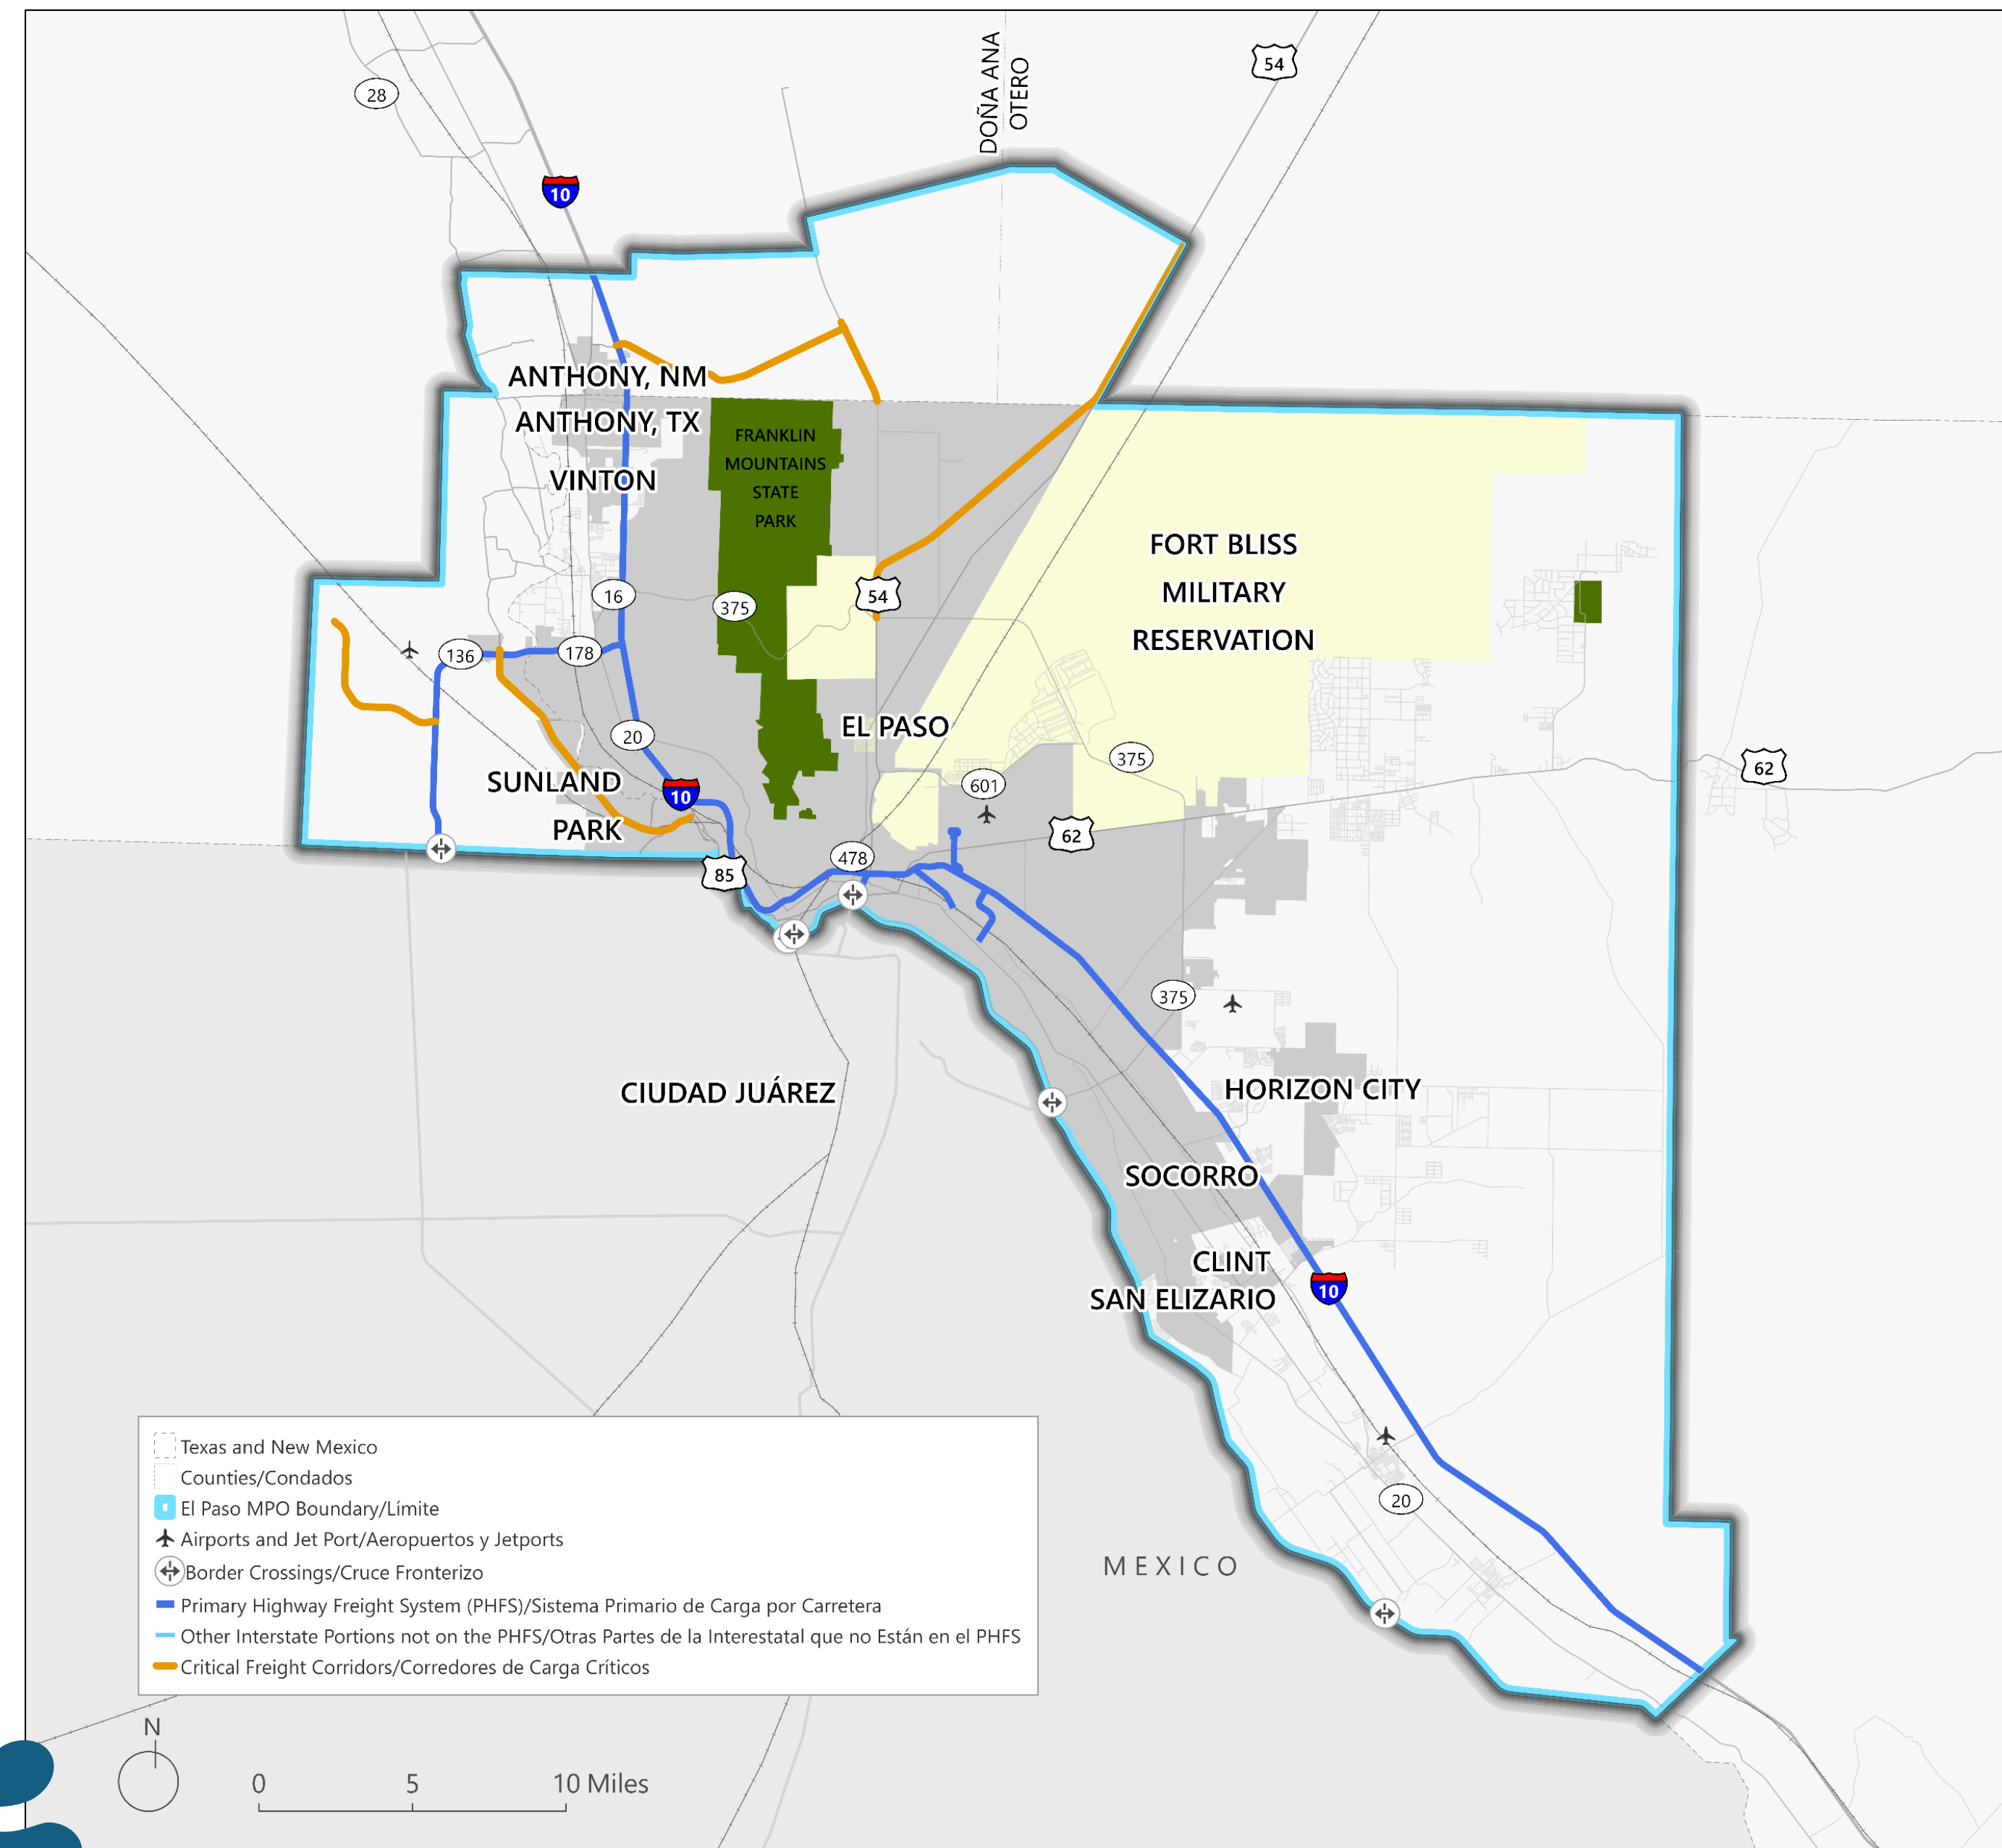 DOÑA ANA
OTERO
54
28
10
ANTHONY, NM
ANTHONY, TX
VINTON
FRANKLIN
MOUNTAINS
STATE
PARK
FORT BLISS
MILITARY
RESERVATION
16
375
54
136
178
20
EL PASO
375
601
62
62
SUNLAND
PARK
10
85
478
375
CIUDAD JUÁREZ
HORIZON CITY
SOCORRO
CLINT
SAN ELIZARIO
10
20
MEXICO
Texas and New Mexico
Counties/Condados
El Paso MPO Boundary/Límite
Airports and Jet Port/Aeropuertos y Jetports
Border Crossings/Cruce Fronterizo
Primary Highway Freight System (PHFS)/Sistema Primario de Carga por Carretera
Other Interstate Portions not on the PHFS/Otras Partes de la Interestatal que no Están en el PHFS
Critical Freight Corridors/Corredores de Carga Críticos
N
0 5 10 Miles